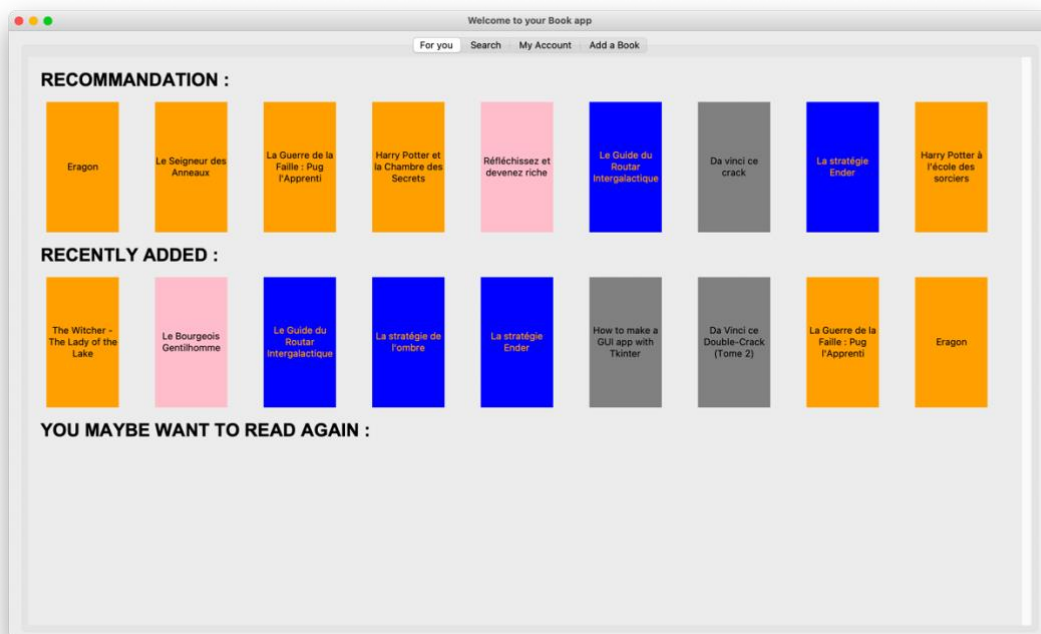 Welcome to your Book app
For you Search My Account Add a Book
RECOMMANDATION :
Eragon
Le Seigneur des
Anneaux
La Guerre de la
Faille : Pug
l'Apprenti
Harry Potter et
la Chambre des
Secrets
Réfléchissez et
devenez riche
Le Guide du
Routar
Intergalactique
Da vinci ce
crack
La stratégie
Ender
Harry Potter à
l'école des
sorciers
RECENTLY ADDED :
The Witcher -
The Lady of the
Lake
Le Bourgeois
Gentilhomme
Le Guide du
Routar
Intergalactique
La stratégie de
l'ombre
La stratégie
Ender
How to make a
GUI app with
Tkinter
Da Vinci ce
Double-Crack
(Tome 2)
La Guerre de la
Faille : Pug
l'Apprenti
Eragon
YOU MAYBE WANT TO READ AGAIN :